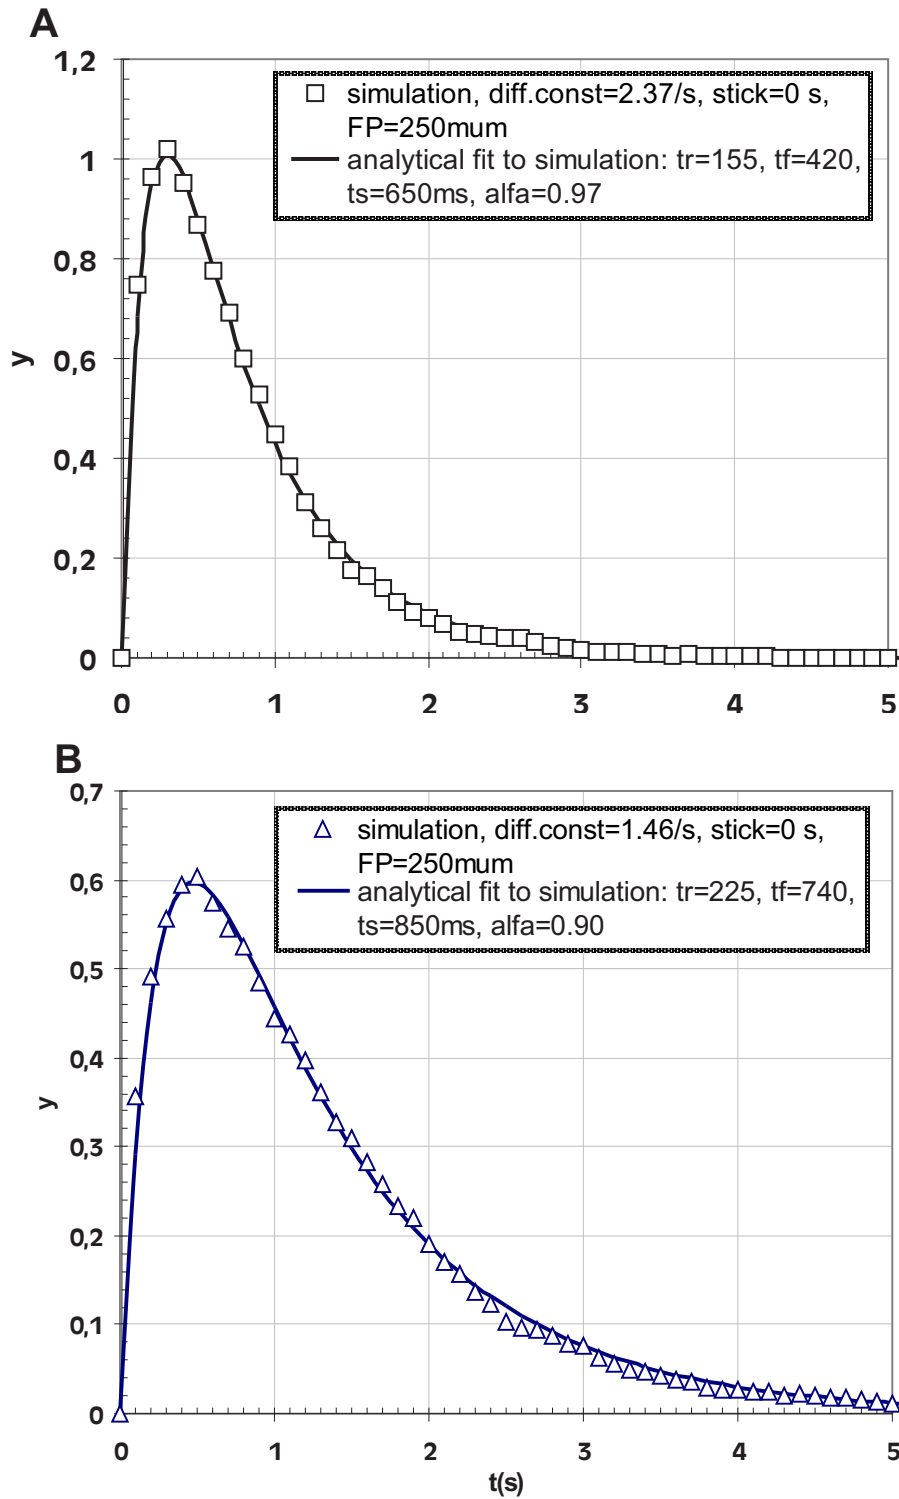 A
1,2
simulation, diff.const=2.37/s, stick=0 s,
FP=250mum
analytical fit to simulation: tr=155, tf=420,
ts=650ms, alfa=0.97
1
0,8
y
0,6
0,4
0,2
0
0 1 2 3 4 5
B
0,7
simulation, diff.const=1.46/s, stick=0 s,
FP=250mum
analytical fit to simulation: tr=225, tf=740,
ts=850ms, alfa=0.90
0,6
0,5
0,4
y
0,3
0,2
0,1
0
0 1 2 3 4 5
t(s)